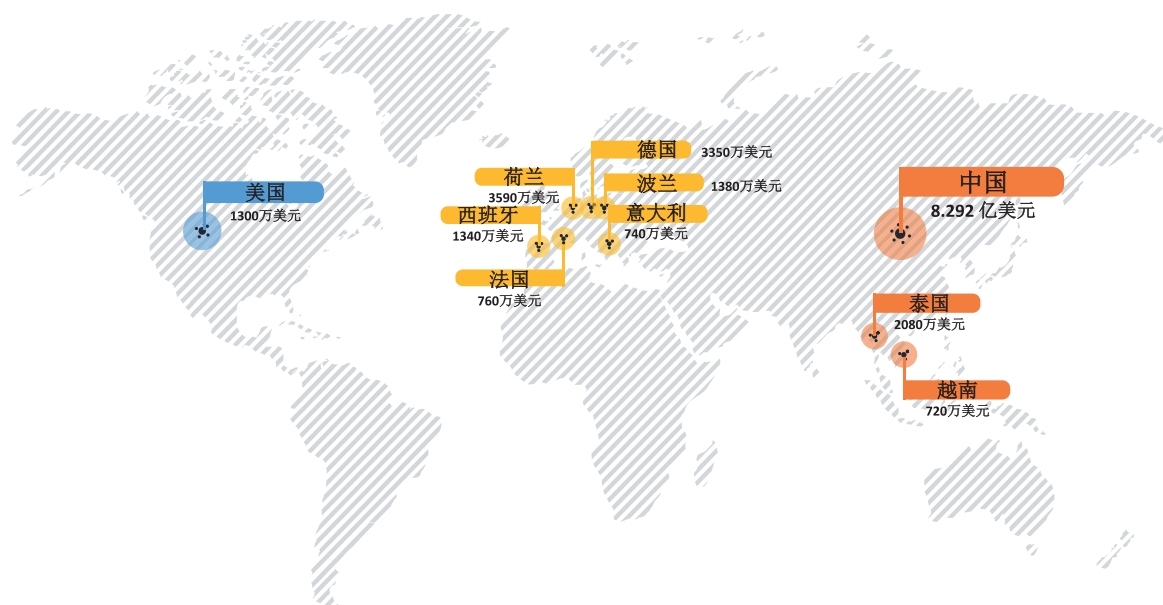 美国
1300万美元
德国
3350万美元
荷兰
3590万美元
波兰
1380万美元
西班牙
1340万美元
意大利
740万美元
法国
760万美元
中国
8.292 亿美元
泰国
2080万美元
越南
720万美元